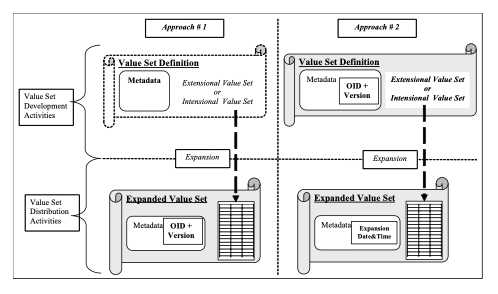 Approach # 1
Approach # 2
Value Set Definition
Metadata
Extensional Value Set
or
Intensional Value Set
Value Set Definition
Metadata
OID +
Version
Extensional Value Set
or
Intensional Value Set
Value Set
Development
Activities
Expansion
Expansion
Value Set
Distribution
Activities
Expanded Value Set
Metadata
OID +
Version
Expanded Value Set
Metadata
Expansion
Date&Time